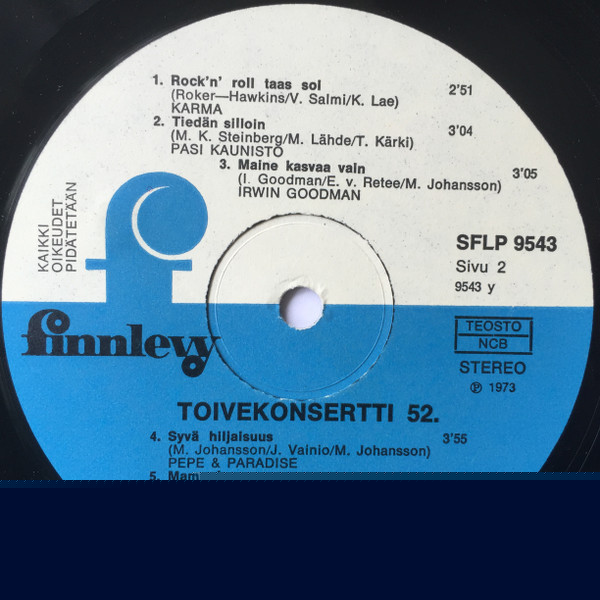 1. Rock'n' roll taas soi 2'51
(Roker—Hawkins/V. Salmi/K. Lae)
KARMA
2. Tiedän silloin 3'04
(M. K. Steinberg/M. Lähde/T. Kärki)
PASI KAUNISTO
3. Maine kasvaa vain 3'05
(I. Goodman/E. v. Retee/M. Johansson)
IRWIN GOODMAN
KAIKKI
OIKEUDET
PIDÄTETÄÄN
SFLP 9543
Sivu 2
9543 y
f
finnlevy
TEOSTO
NCB
STEREO
℗ 1973
TOIVEKONSERTTI 52.
4. Syvä hiljaisuus 3'55
(M. Johansson/J. Vainio/M. Johansson)
PEPE & PARADISE
5.